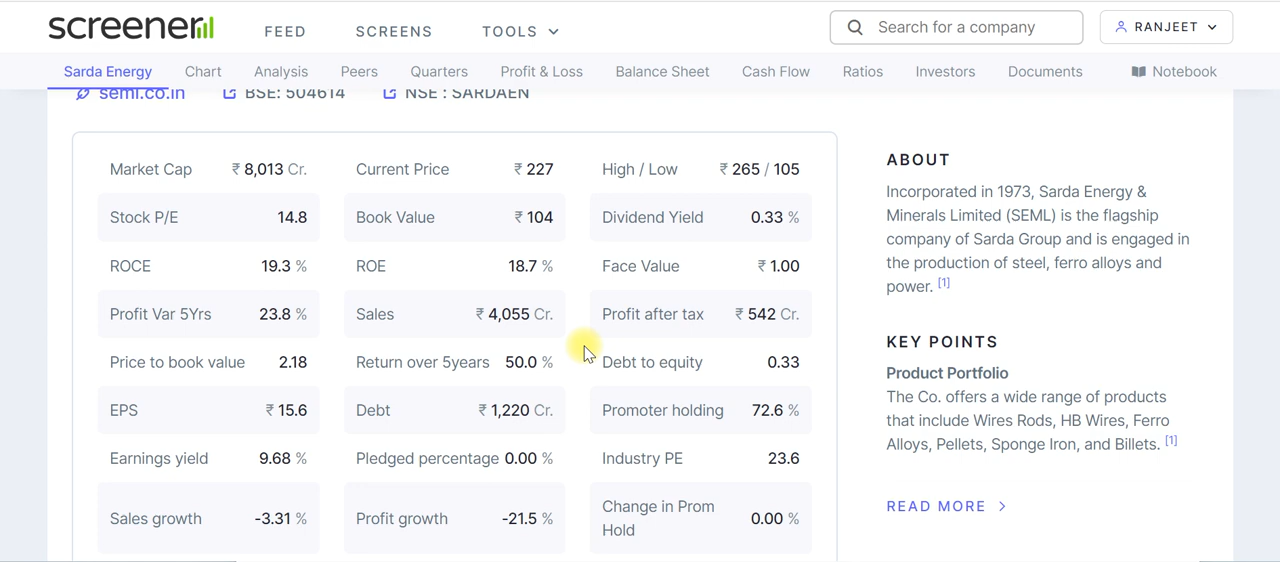 screener
FEED SCREENS TOOLS
Search for a company
RANJEET
Sarda Energy Chart Analysis Peers Quarters Profit & Loss Balance Sheet Cash Flow Ratios Investors Documents Notebook
seml.co.in BSE: 504614 NSE : SARDAEN
Market Cap ₹ 8,013 Cr. Current Price ₹ 227 High / Low ₹ 265 / 105
Stock P/E 14.8 Book Value ₹ 104 Dividend Yield 0.33 %
ROCE 19.3 % ROE 18.7 % Face Value ₹ 1.00
Profit Var 5Yrs 23.8 % Sales ₹ 4,055 Cr. Profit after tax ₹ 542 Cr.
Price to book value 2.18 Return over 5years 50.0 % Debt to equity 0.33
EPS ₹ 15.6 Debt ₹ 1,220 Cr. Promoter holding 72.6 %
Earnings yield 9.68 % Pledged percentage 0.00 % Industry PE 23.6
Sales growth -3.31 % Profit growth -21.5 % Change in Prom
Hold 0.00 %
ABOUT
Incorporated in 1973, Sarda Energy &
Minerals Limited (SEML) is the flagship
company of Sarda Group and is engaged in
the production of steel, ferro alloys and
power. [1]
KEY POINTS
Product Portfolio
The Co. offers a wide range of products
that include Wires Rods, HB Wires, Ferro
Alloys, Pellets, Sponge Iron, and Billets. [1]
READ MORE